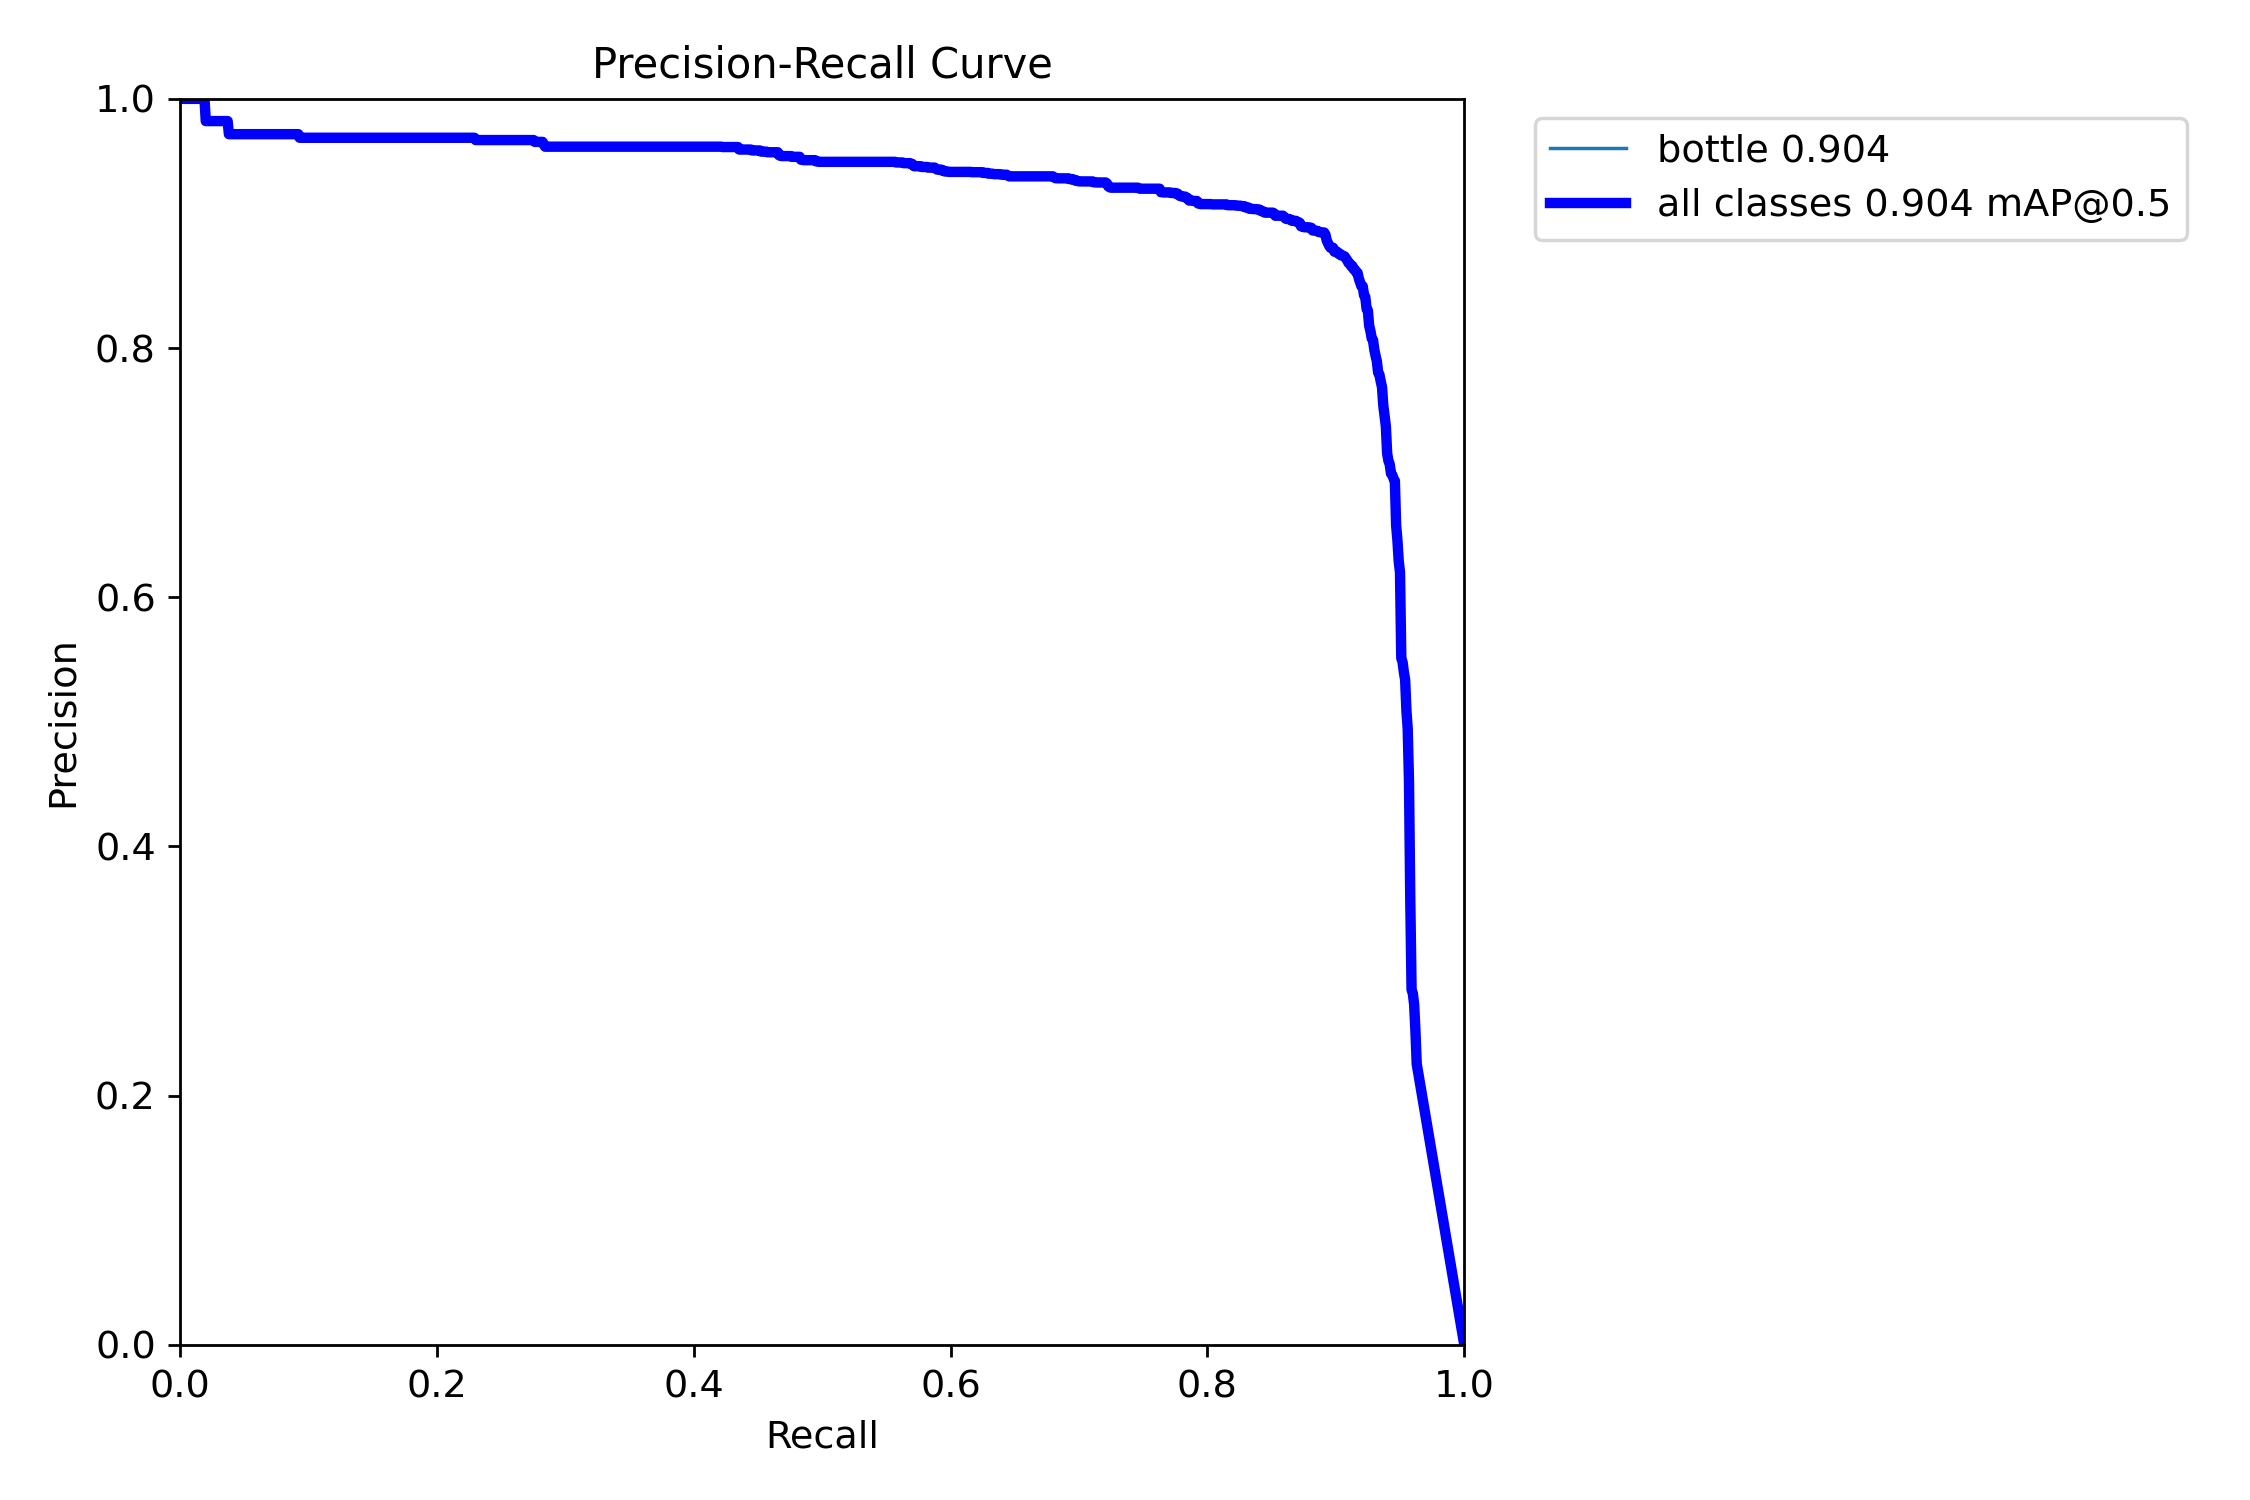 Precision-Recall Curve
bottle 0.904
all classes 0.904 mAP@0.5
Precision
1.0
0.8
0.6
0.4
0.2
0.0
0.0 0.2 0.4 0.6 0.8 1.0
Recall